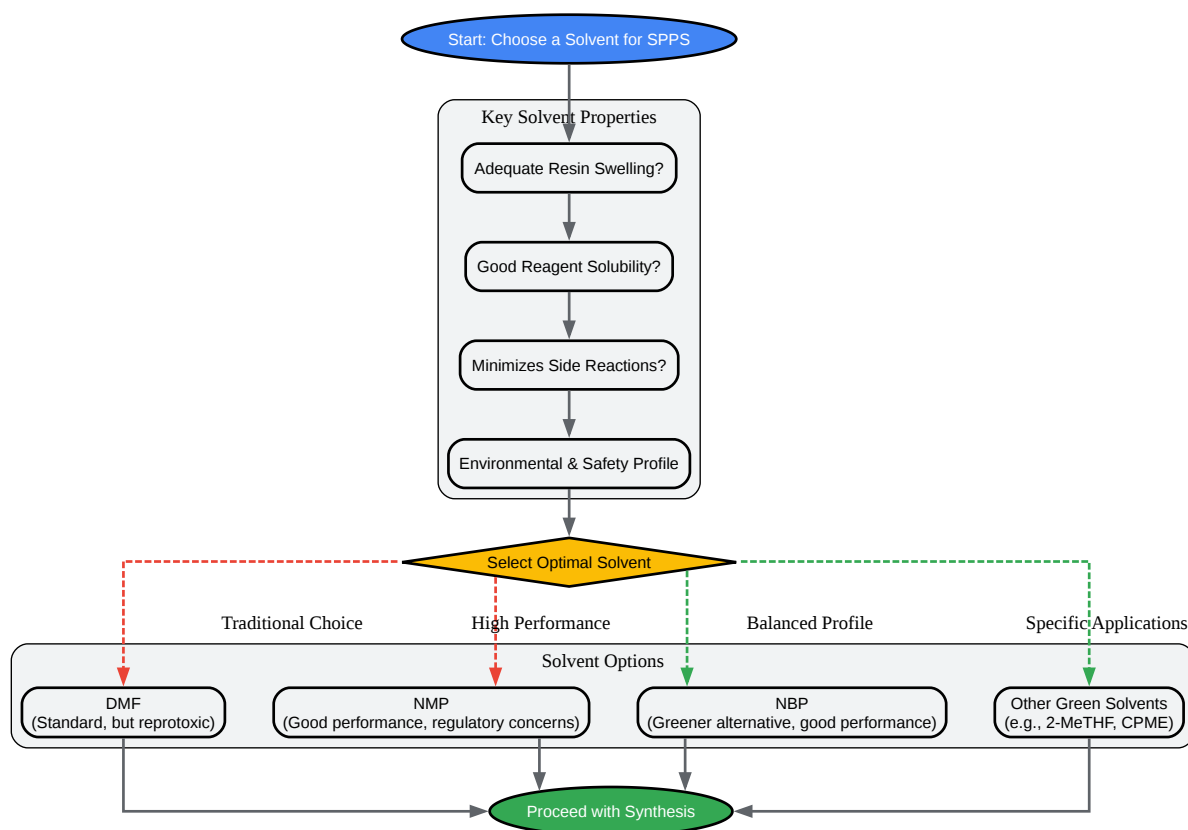 Start: Choose a Solvent for SPPS
Key Solvent Properties
Adequate Resin Swelling?
Good Reagent Solubility?
Minimizes Side Reactions?
Environmental & Safety Profile
Select Optimal Solvent
Traditional Choice
High Performance
Balanced Profile
Specific Applications
Solvent Options
DMF
(Standard, but reprotoxic)
NMP
(Good performance, regulatory concerns)
NBP
(Greener alternative, good performance)
Other Green Solvents
(e.g., 2-MeTHF, CPME)
Proceed with Synthesis